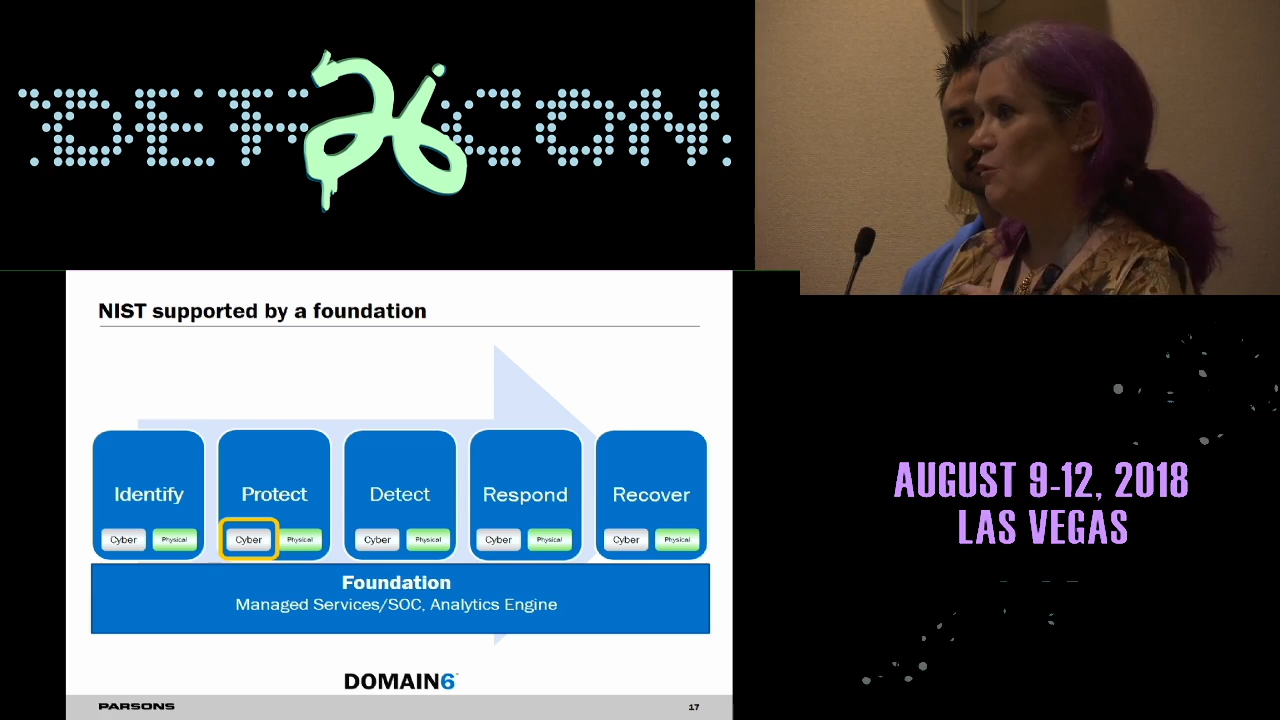 DEF 26 CON
NIST supported by a foundation
Identify
Cyber
Physical
Protect
Cyber
Physical
Detect
Cyber
Physical
Respond
Cyber
Physical
Recover
Cyber
Physical
Foundation
Managed Services/SOC, Analytics Engine
DOMAIN6
PARSONS
17
AUGUST 9-12, 2018
LAS VEGAS